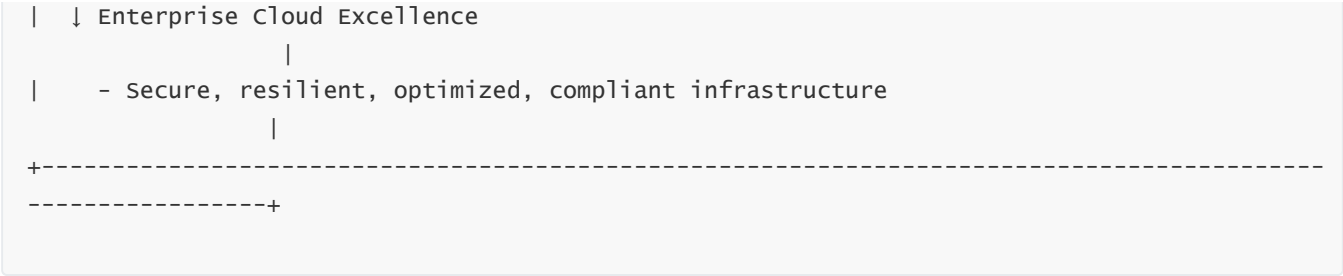 |  ↓ Enterprise Cloud Excellence
|
|    - Secure, resilient, optimized, compliant infrastructure
|
+------------------------------------------------------------------------------------------
-----------------+